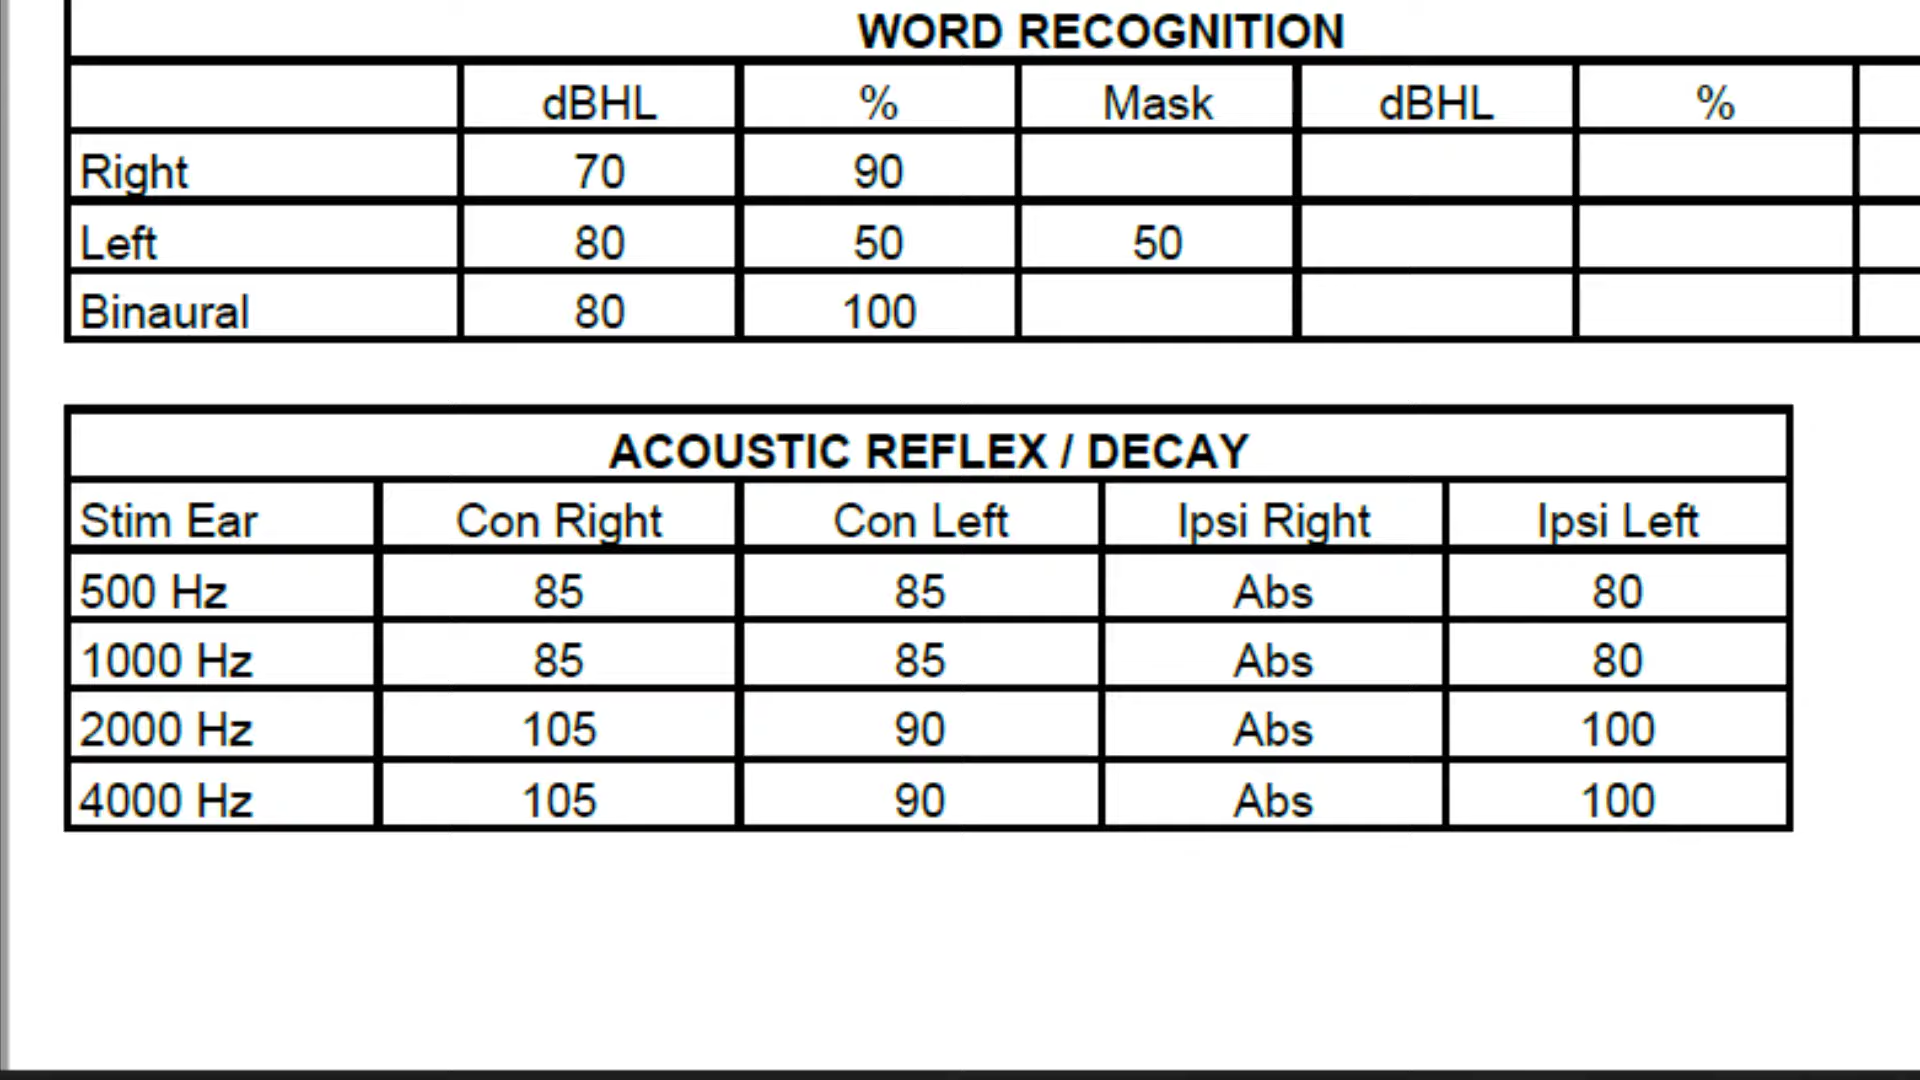 WORD RECOGNITION
dBHL % Mask dBHL %
Right 70 90
Left 80 50 50
Binaural 80 100
ACOUSTIC REFLEX / DECAY
Stim Ear Con Right Con Left Ipsi Right Ipsi Left
500 Hz 85 85 Abs 80
1000 Hz 85 85 Abs 80
2000 Hz 105 90 Abs 100
4000 Hz 105 90 Abs 100